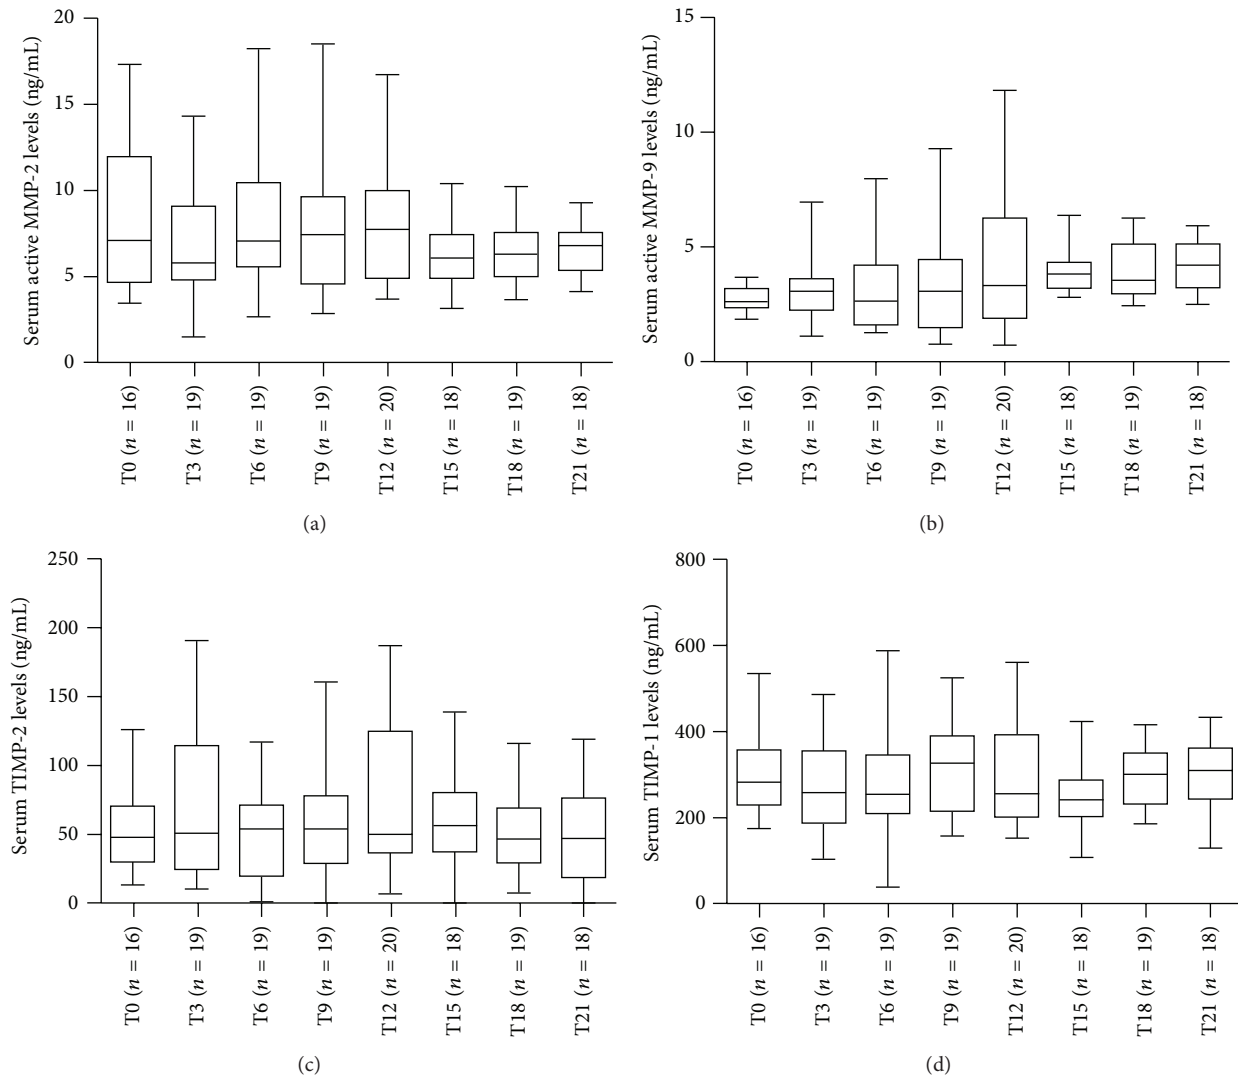 Serum active MMP-2 levels (ng/mL)
20
15
10
5
0
T0 (n = 16)
T3 (n = 19)
T6 (n = 19)
T9 (n = 19)
T12 (n = 20)
T15 (n = 18)
T18 (n = 19)
T21 (n = 18)
(a)
Serum active MMP-9 levels (ng/mL)
15
10
5
0
T0 (n = 16)
T3 (n = 19)
T6 (n = 19)
T9 (n = 19)
T12 (n = 20)
T15 (n = 18)
T18 (n = 19)
T21 (n = 18)
(b)
Serum TIMP-2 levels (ng/mL)
250
200
150
100
50
0
T0 (n = 16)
T3 (n = 19)
T6 (n = 19)
T9 (n = 19)
T12 (n = 20)
T15 (n = 18)
T18 (n = 19)
T21 (n = 18)
(c)
Serum TIMP-1 levels (ng/mL)
800
600
400
200
0
T0 (n = 16)
T3 (n = 19)
T6 (n = 19)
T9 (n = 19)
T12 (n = 20)
T15 (n = 18)
T18 (n = 19)
T21 (n = 18)
(d)